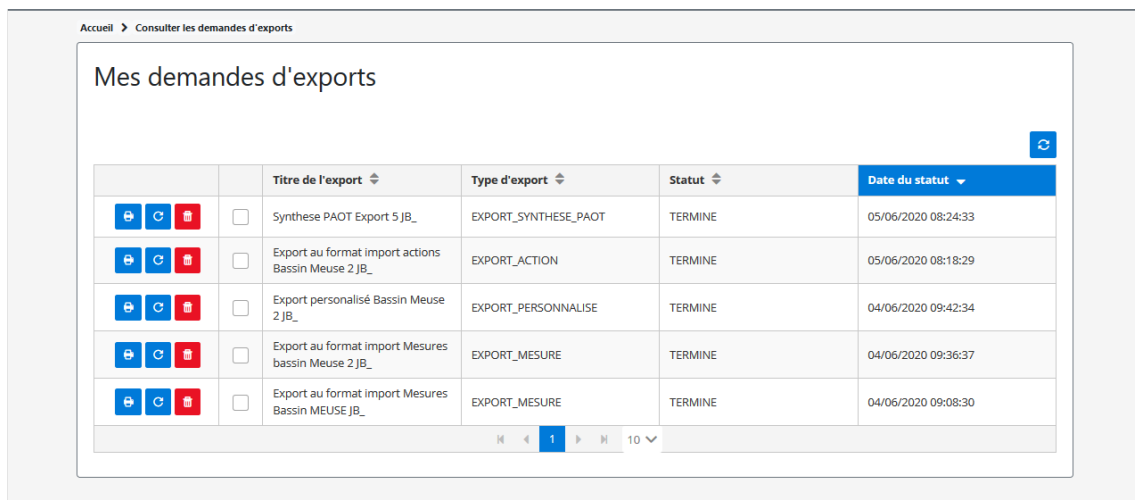 Accueil > Consulter les demandes d'exports
Mes demandes d'exports
Titre de l'export Type d'export Statut Date du statut
Synthese PAOT Export 5 JB_ EXPORT_SYNTHESE_PAOT TERMINE 05/06/2020 08:24:33
Export au format import actions
Bassin Meuse 2 JB_ EXPORT_ACTION TERMINE 05/06/2020 08:18:29
Export personalisé Bassin Meuse
2 JB_ EXPORT_PERSONNALISE TERMINE 04/06/2020 09:42:34
Export au format import Mesures
bassin Meuse 2 JB_ EXPORT_MESURE TERMINE 04/06/2020 09:36:37
Export au format import Mesures
Bassin MEUSE JB_ EXPORT_MESURE TERMINE 04/06/2020 09:08:30
1 10